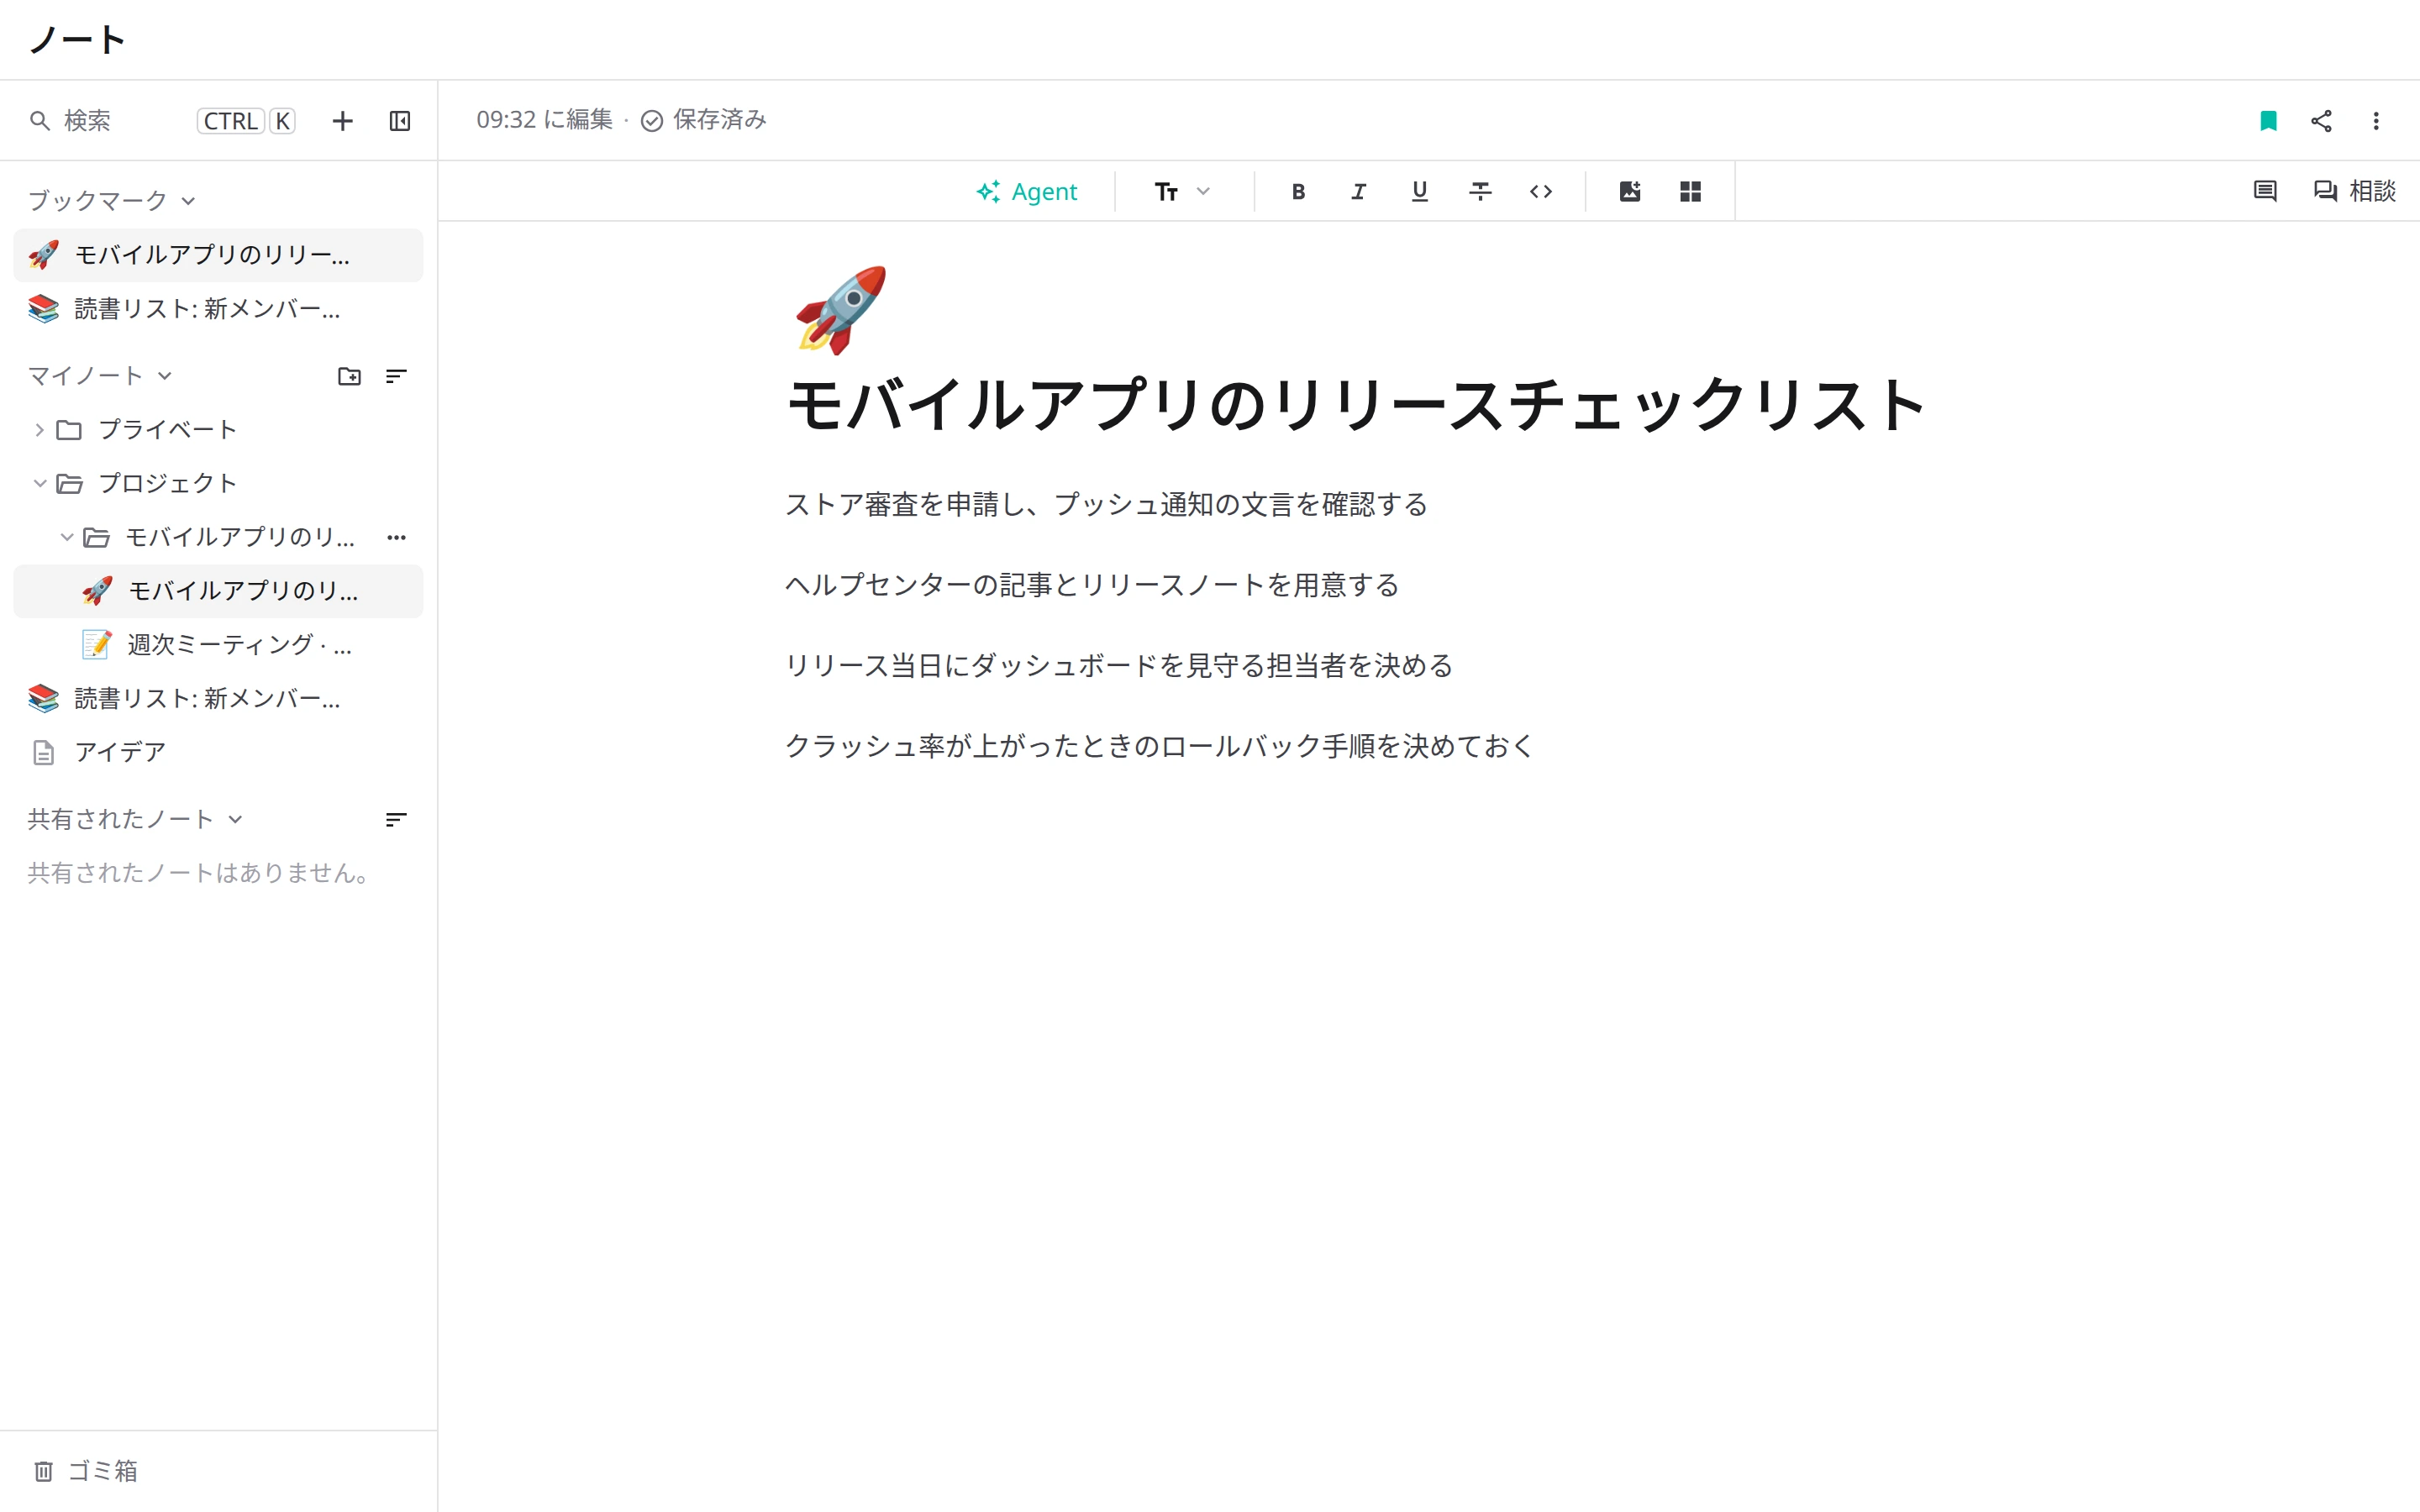 ノート
検索 CTRL K
09:32 に編集 · 保存済み
Agent
相談
ブックマーク
モバイルアプリのリリー...
読書リスト: 新メンバー...
マイノート
プライベート
プロジェクト
モバイルアプリのリ...
モバイルアプリのリ...
週次ミーティング · ...
読書リスト: 新メンバー...
アイデア
共有されたノート
共有されたノートはありません。
ゴミ箱
モバイルアプリのリリースチェックリスト
ストア審査を申請し、プッシュ通知の文言を確認する
ヘルプセンターの記事とリリースノートを用意する
リリース当日にダッシュボードを見守る担当者を決める
クラッシュ率が上がったときのロールバック手順を決めておく